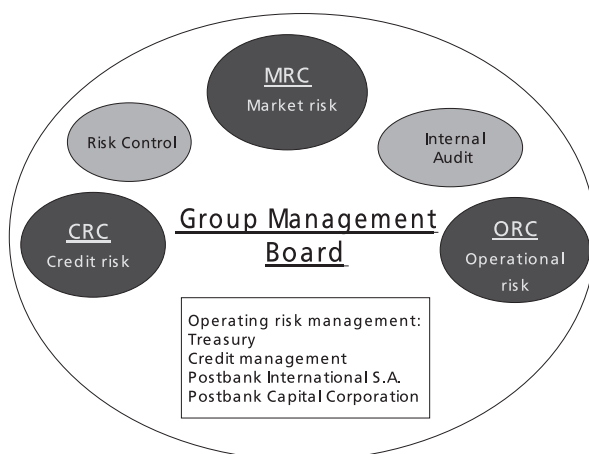 MRC
Market risk
Risk Control
Internal
Audit
CRC
Credit risk
Group Management
Board
ORC
Operational
risk
Operating risk management:
Treasury
Credit management
Postbank International S.A.
Postbank Capital Corporation